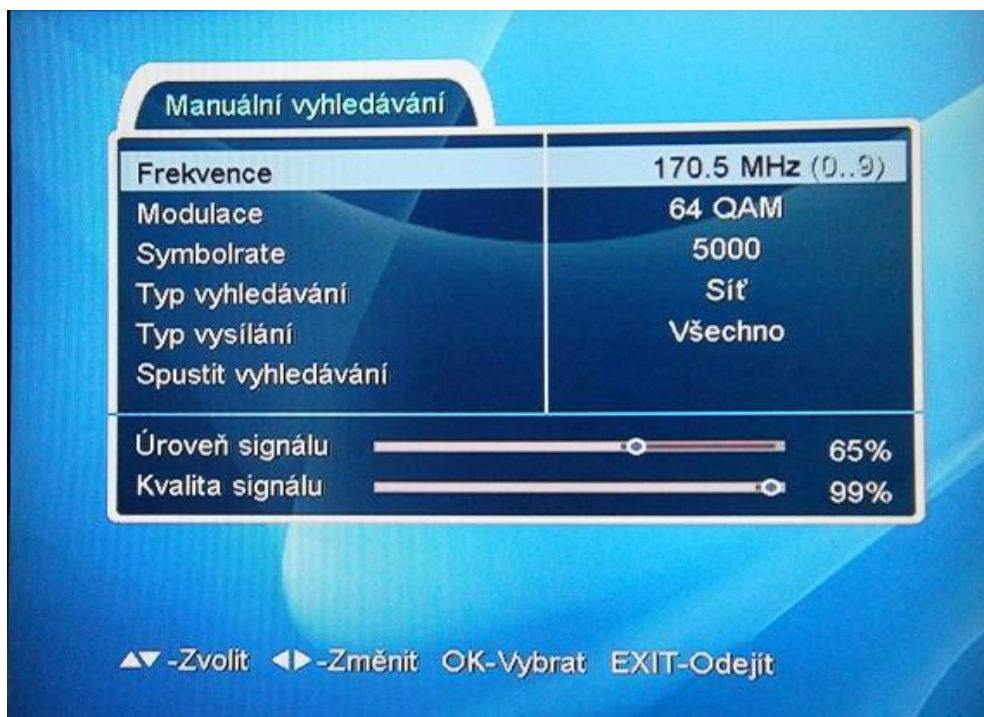 Manuální vyhledávání
Frekvence 170.5 MHz (0..9)
Modulace 64 QAM
Symbolrate 5000
Typ vyhledávání Síť
Typ vysílání Všechno
Spustit vyhledávání
Úroveň signálu 65%
Kvalita signálu 99%
▲▼ -Zvolit ◀▶ -Změnit OK-Vybrat EXIT-Odejít